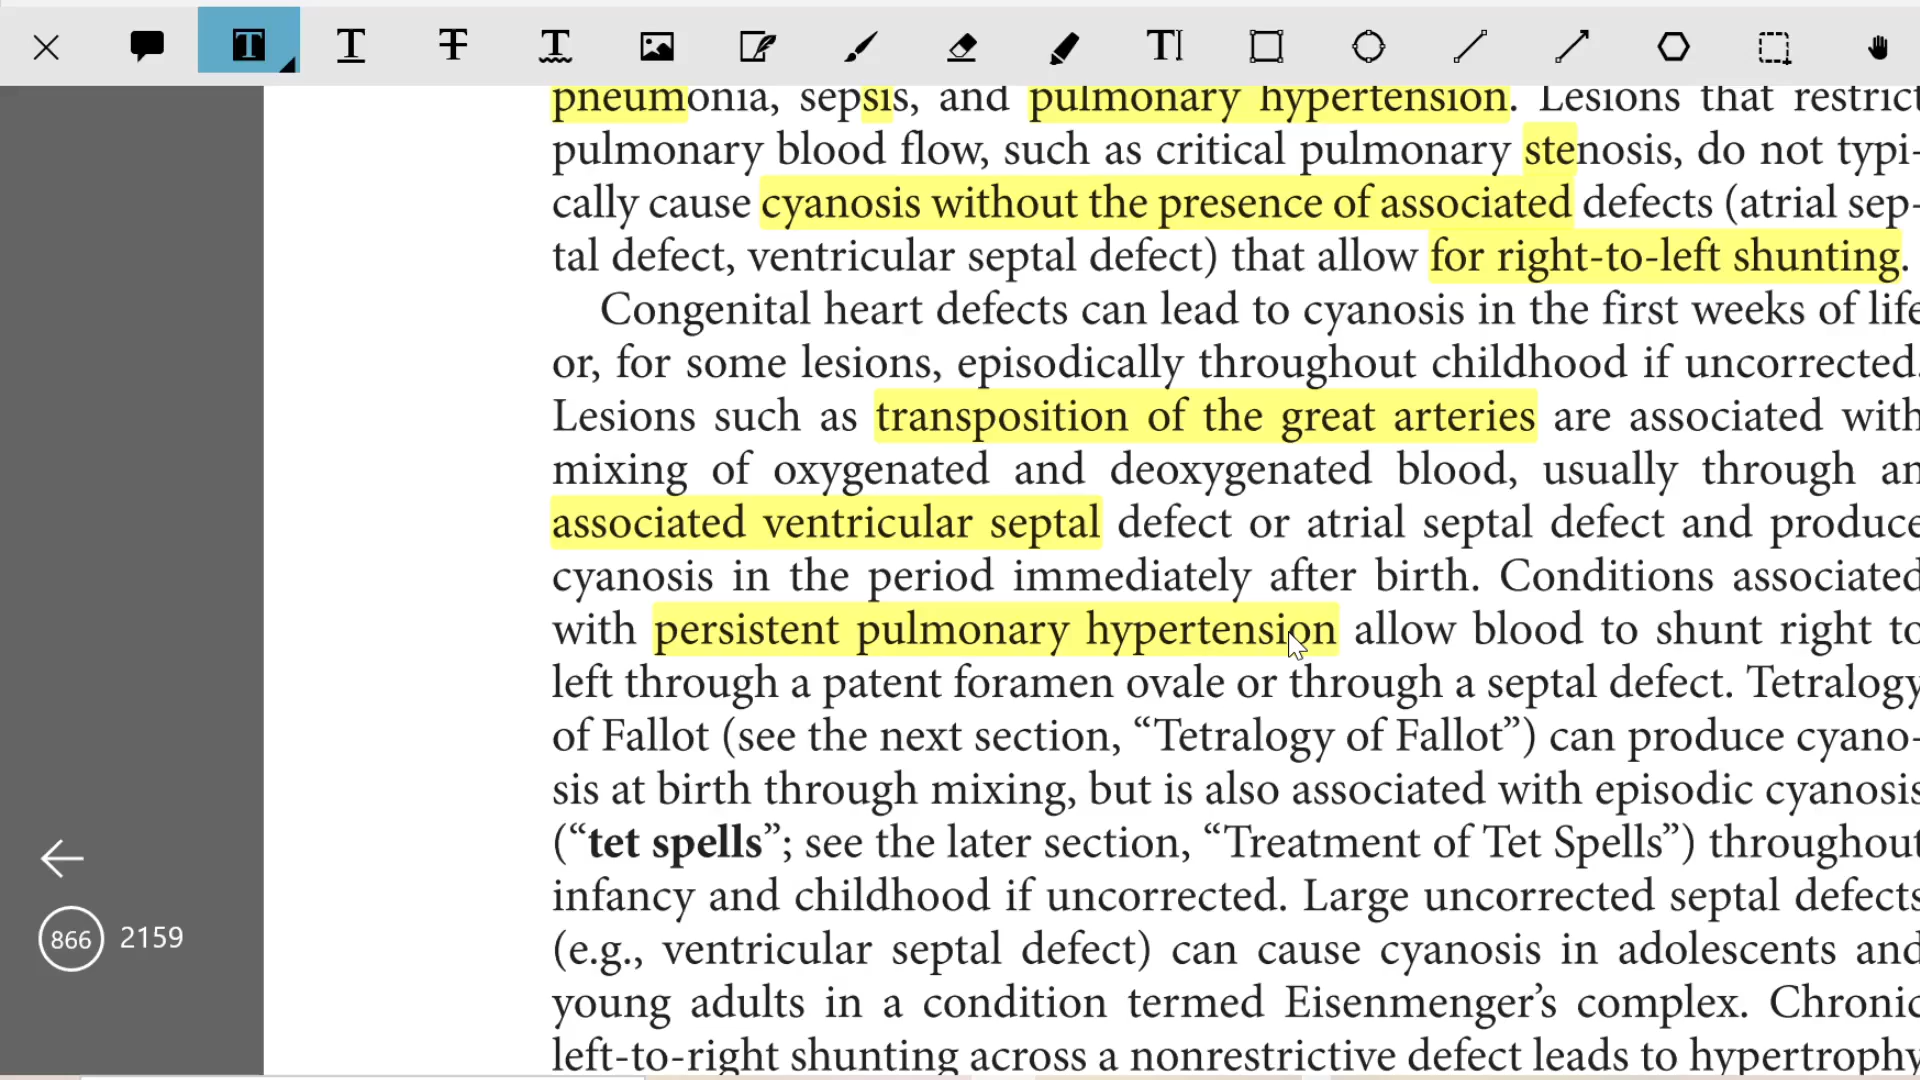 pneumonia, sepsis, and pulmonary hypertension. Lesions that restrict
pulmonary blood flow, such as critical pulmonary stenosis, do not typi-
cally cause cyanosis without the presence of associated defects (atrial sep-
tal defect, ventricular septal defect) that allow for right-to-left shunting.
Congenital heart defects can lead to cyanosis in the first weeks of life
or, for some lesions, episodically throughout childhood if uncorrected.
Lesions such as transposition of the great arteries are associated with
mixing of oxygenated and deoxygenated blood, usually through an
associated ventricular septal defect or atrial septal defect and produce
cyanosis in the period immediately after birth. Conditions associated
with persistent pulmonary hypertension allow blood to shunt right to
left through a patent foramen ovale or through a septal defect. Tetralogy
of Fallot (see the next section, “Tetralogy of Fallot”) can produce cyano-
sis at birth through mixing, but is also associated with episodic cyanosis
(“tet spells”; see the later section, “Treatment of Tet Spells”) throughout
infancy and childhood if uncorrected. Large uncorrected septal defects
(e.g., ventricular septal defect) can cause cyanosis in adolescents and
young adults in a condition termed Eisenmenger’s complex. Chronic
left-to-right shunting across a nonrestrictive defect leads to hypertrophy
866 2159